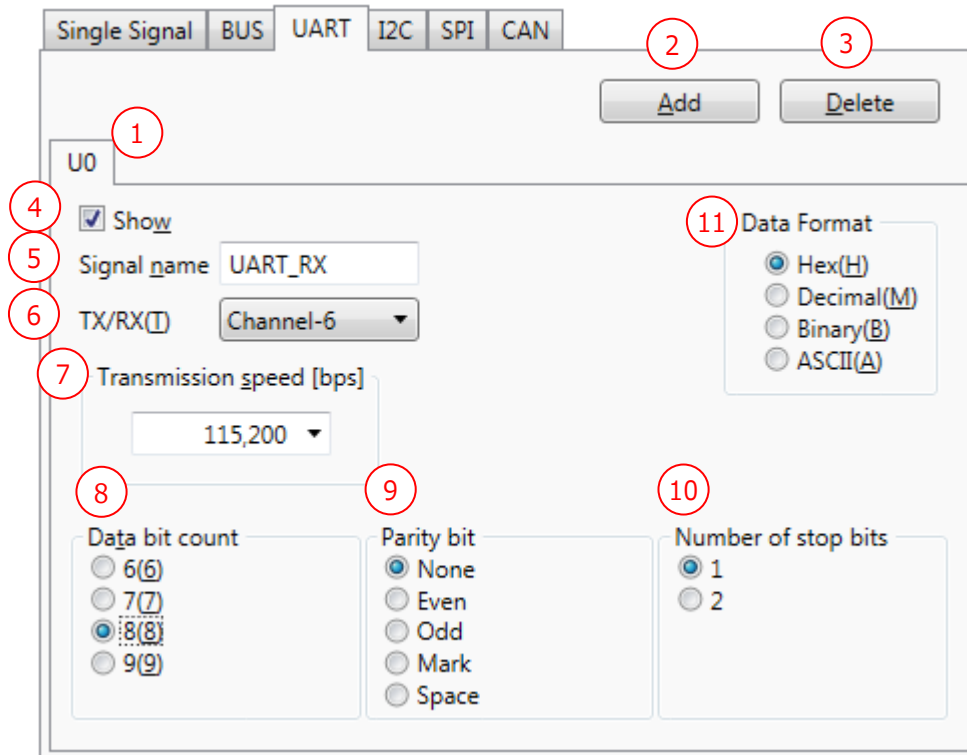 Single Signal BUS UART I2C SPI CAN
2 3
Add Delete
1
U0
4 Show
5 Signal name UART_RX
6 TX/RX(T) Channel-6
11 Data Format
Hex(H)
Decimal(M)
Binary(B)
ASCII(A)
7 Transmission speed [bps]
115,200
8 9 10
Data bit count Parity bit Number of stop bits
6(6) None 1
7(7) Even 2
8(8) Odd
9(9) Mark
Space